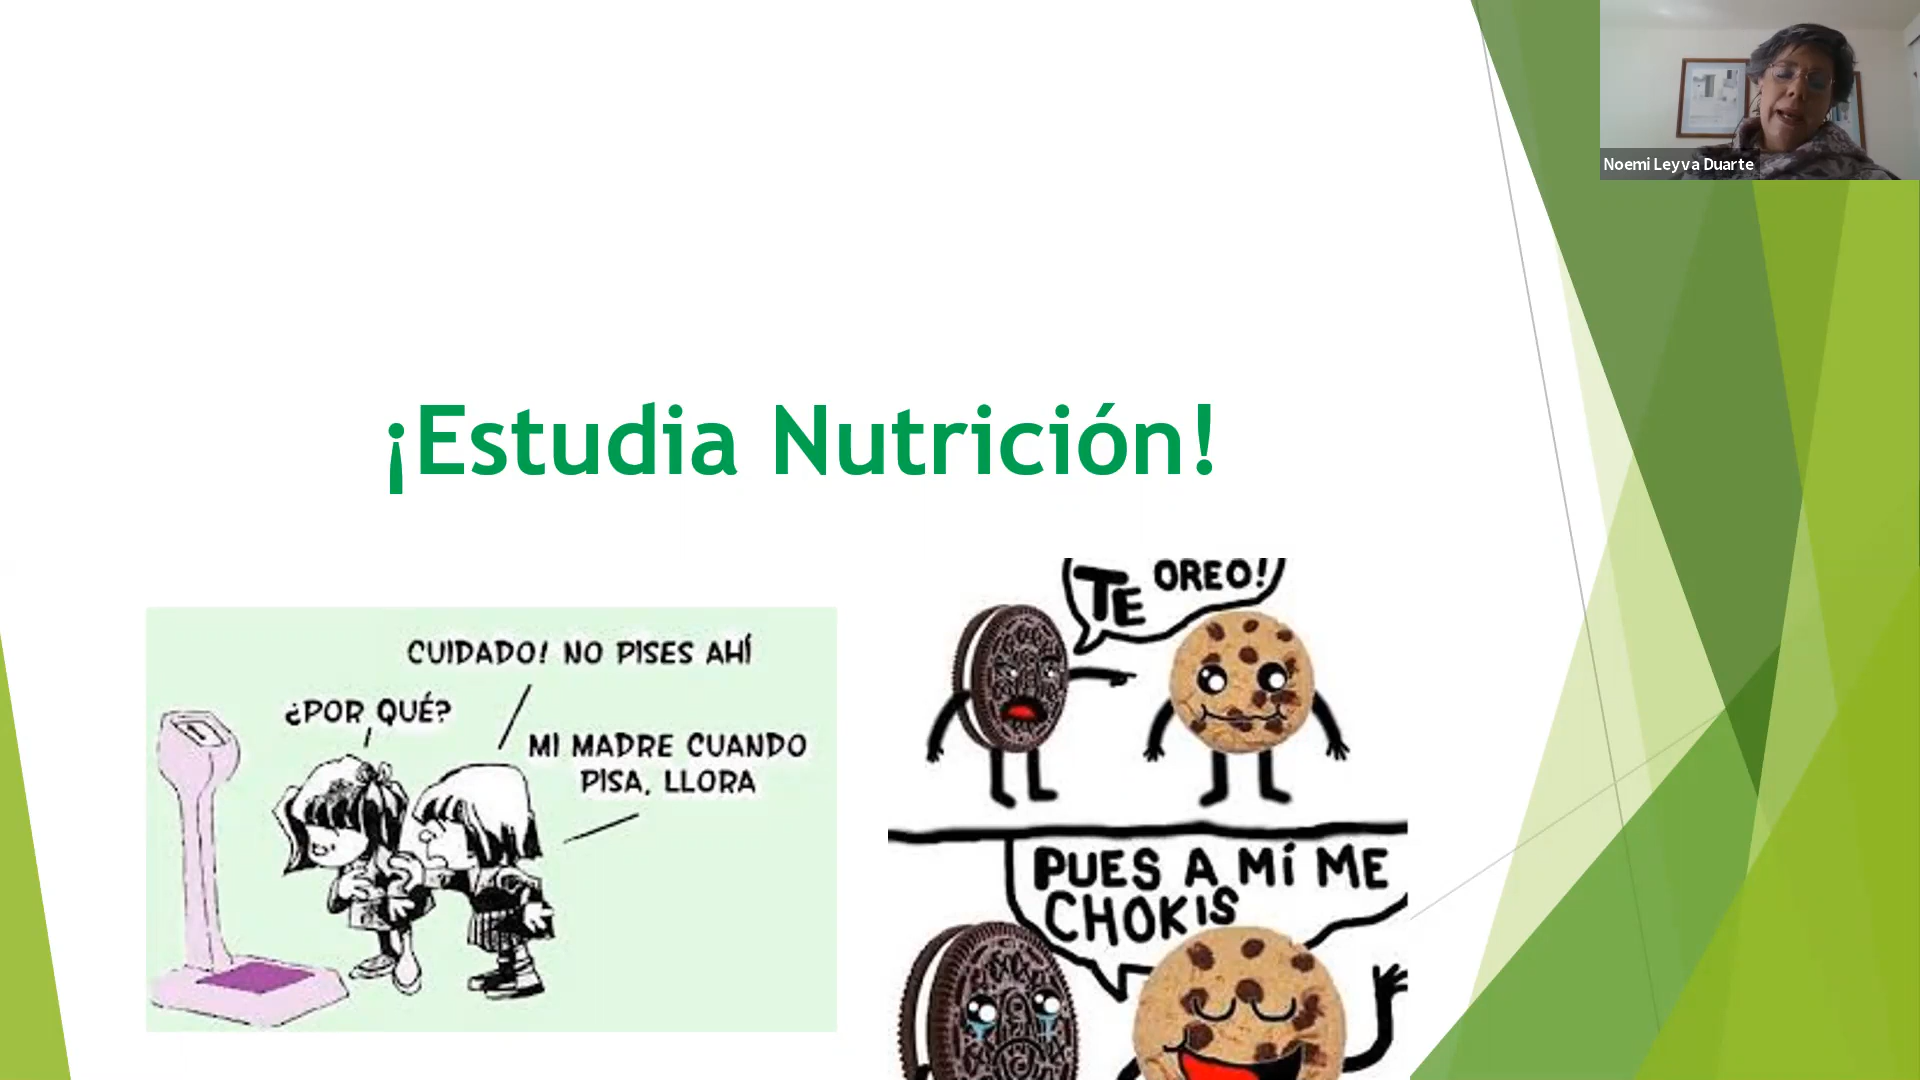 Noemi Leyva Duarte
¡Estudia Nutrición!
CUIDADO! NO PISES AHÍ
¿POR QUÉ?
MI MADRE CUANDO
PISA, LLORA
TE OREO!
PUES A MÍ ME
CHOKIS